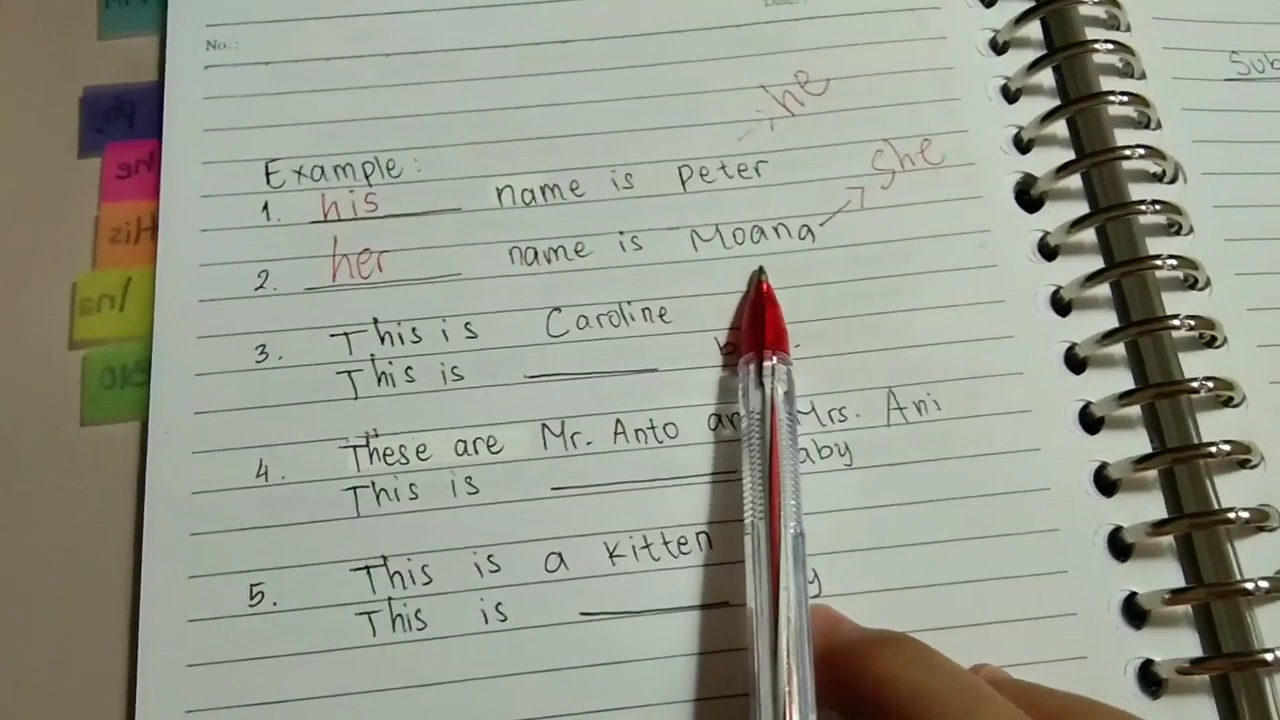 No.:
he
Example:
she
1. his name is Peter
2. her name is Moana
3. This is Caroline
This is
4. These are Mr. Anto Mrs. Ani
This is
5. This is a kitten
This is
Sub